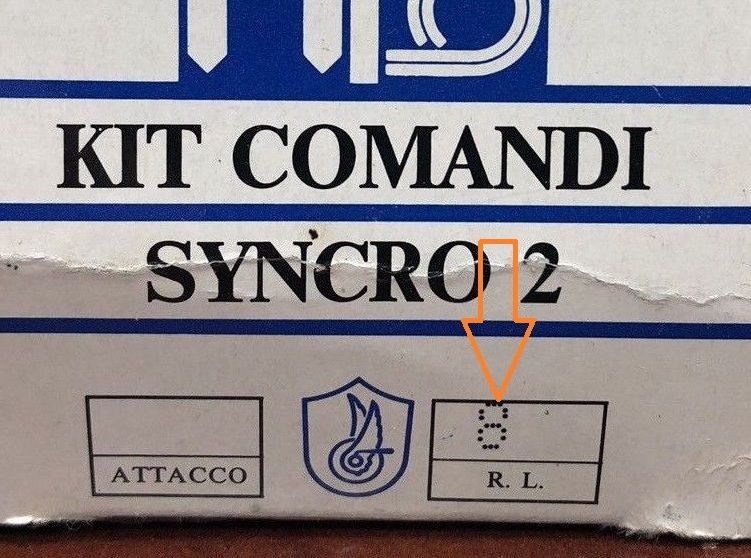 KIT COMANDI
SYNCRO 2
8
ATTACCO
R. L.